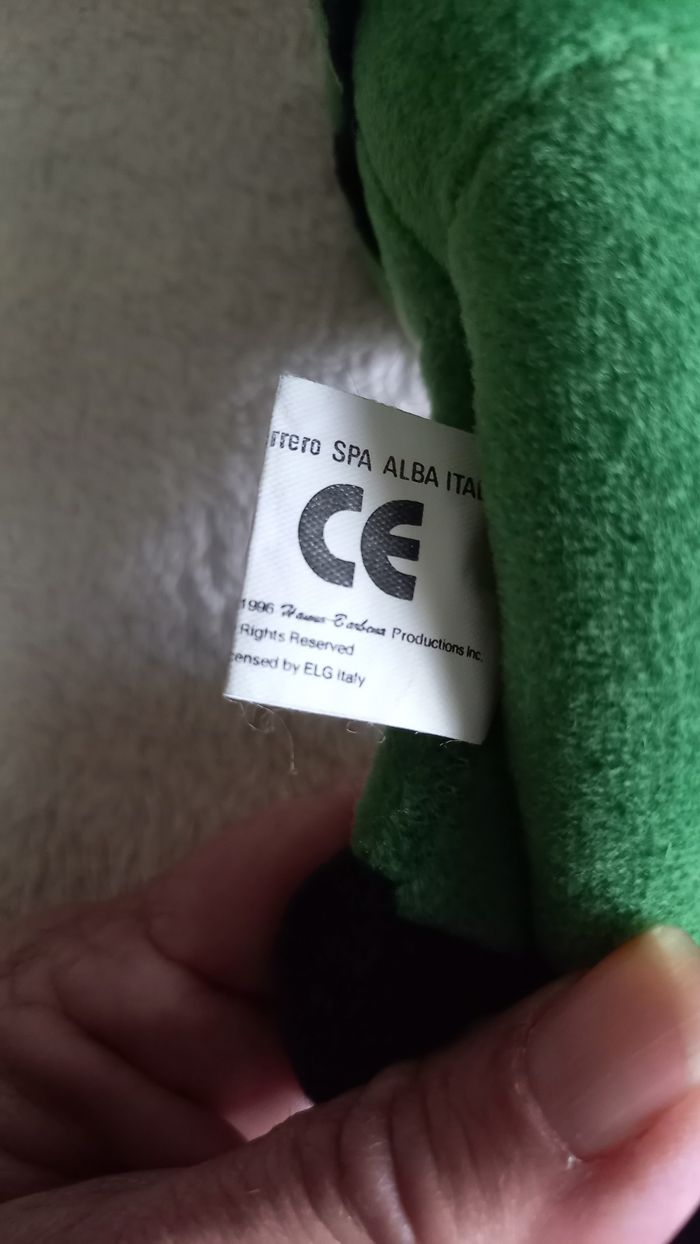 rrero SPA ALBA ITAL
CE
1996 Hanna-Barbera Productions Inc.
Rights Reserved
censed by ELG Italy